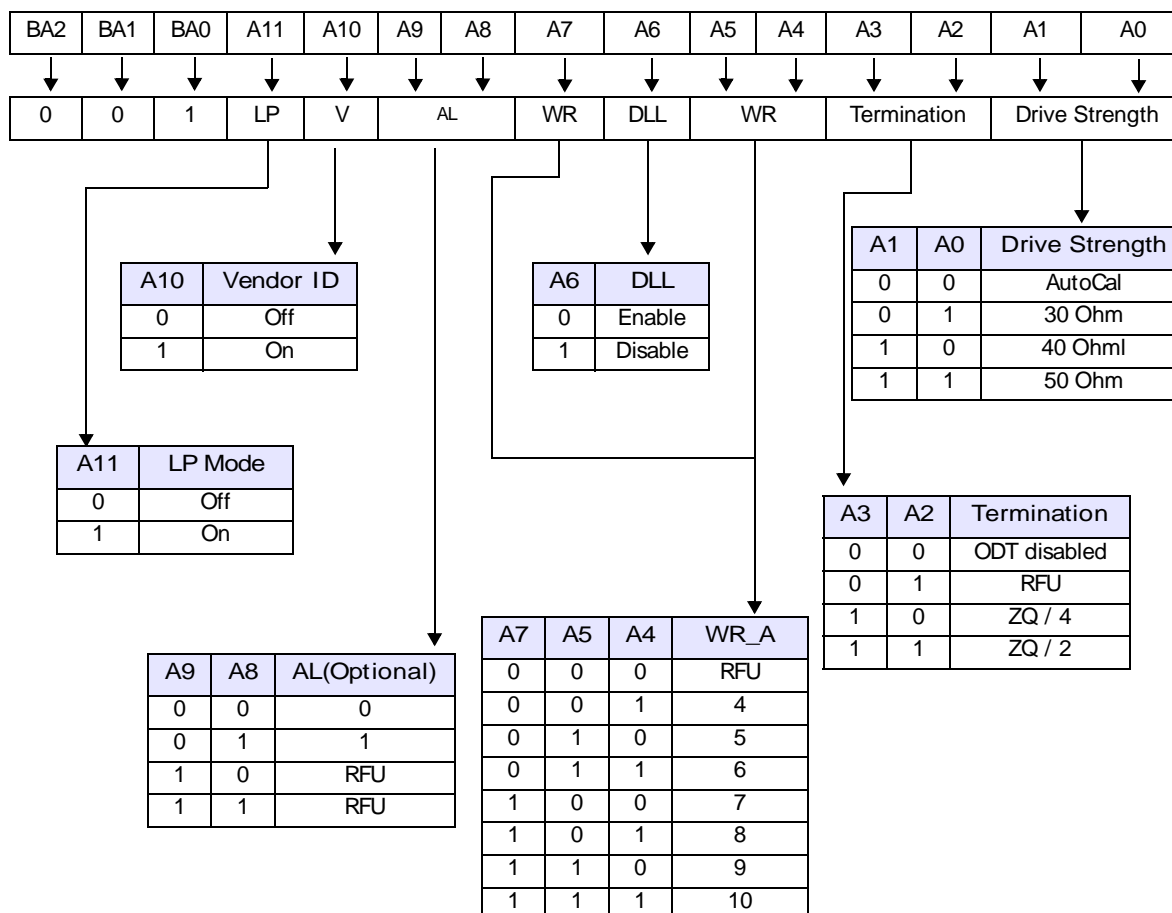 BA2 BA1 BA0 A11 A10 A9 A8 A7 A6 A5 A4 A3 A2 A1 A0
0 0 1 LP V AL WR DLL WR Termination Drive Strength
A10 Vendor ID
0 Off
1 On
A6 DLL
0 Enable
1 Disable
A1 A0 Drive Strength
0 0 AutoCal
0 1 30 Ohm
1 0 40 Ohml
1 1 50 Ohm
A11 LP Mode
0 Off
1 On
A3 A2 Termination
0 0 ODT disabled
0 1 RFU
1 0 ZQ / 4
1 1 ZQ / 2
A9 A8 AL(Optional)
0 0 0
0 1 1
1 0 RFU
1 1 RFU
A7 A5 A4 WR_A
0 0 0 RFU
0 0 1 4
0 1 0 5
0 1 1 6
1 0 0 7
1 0 1 8
1 1 0 9
1 1 1 10